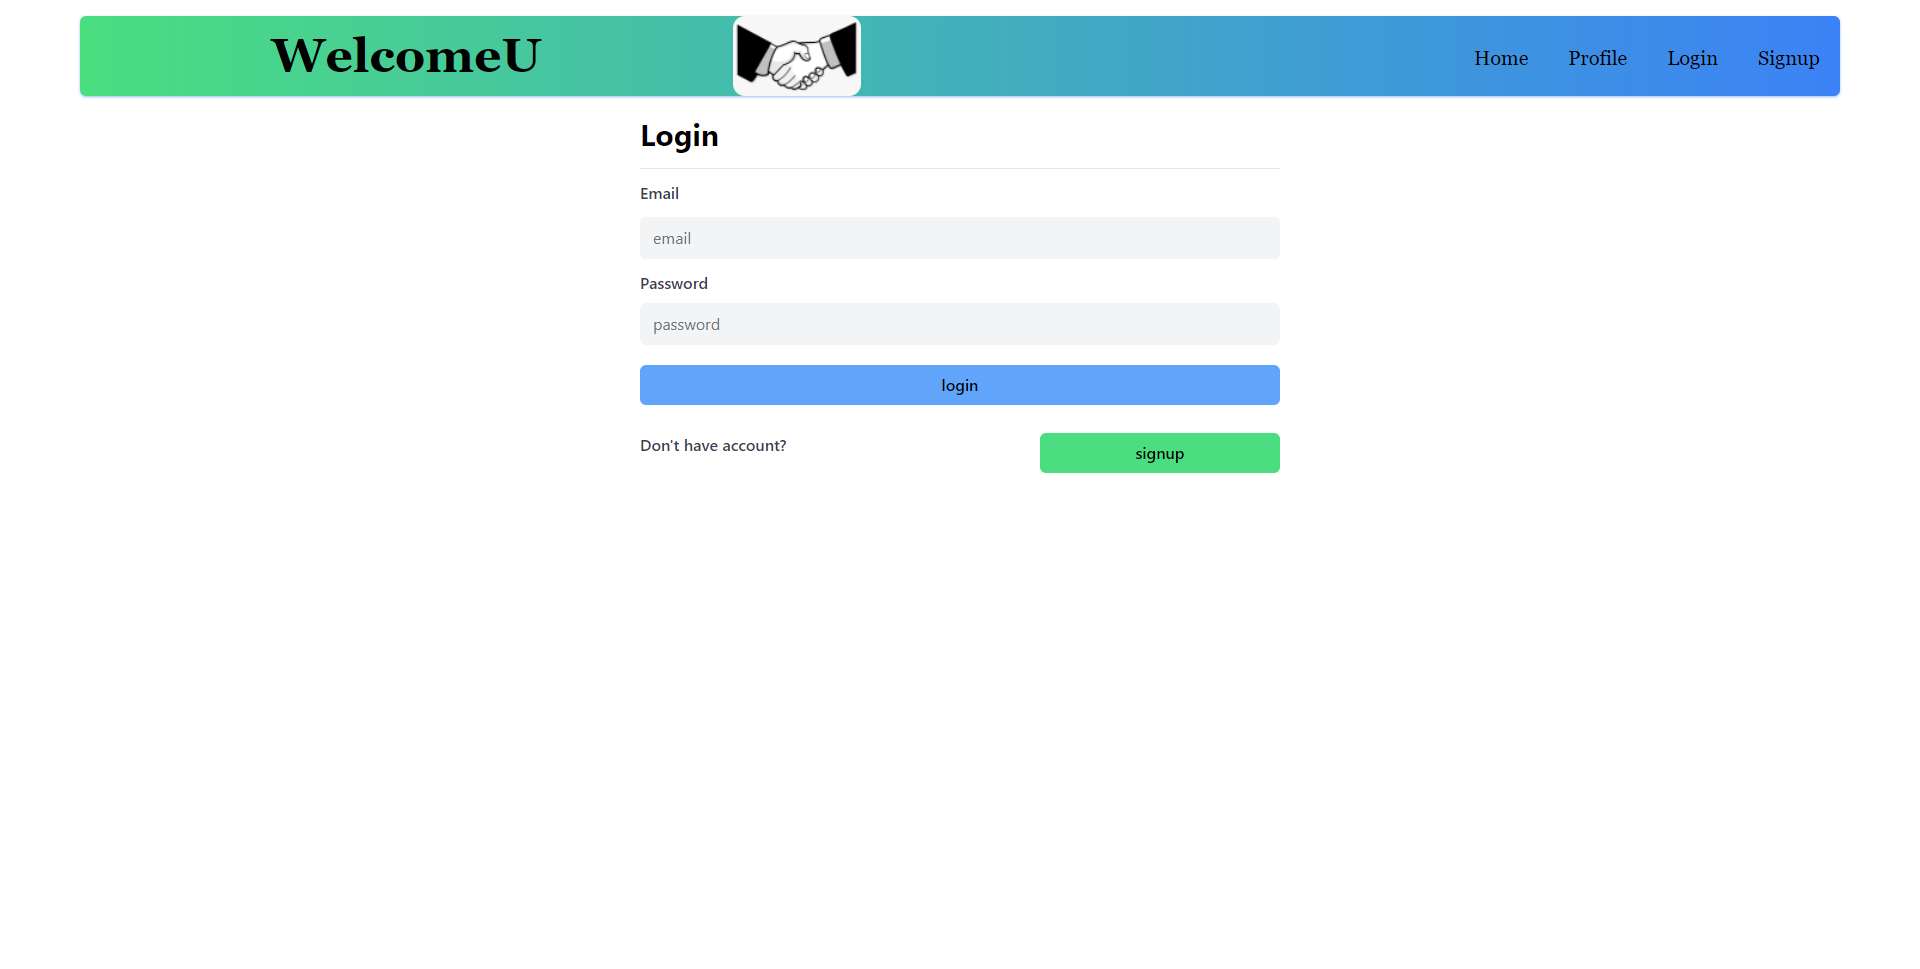 WelcomeU
Home Profile Login Signup
Login
Email
email
Password
password
login
Don't have account?
signup